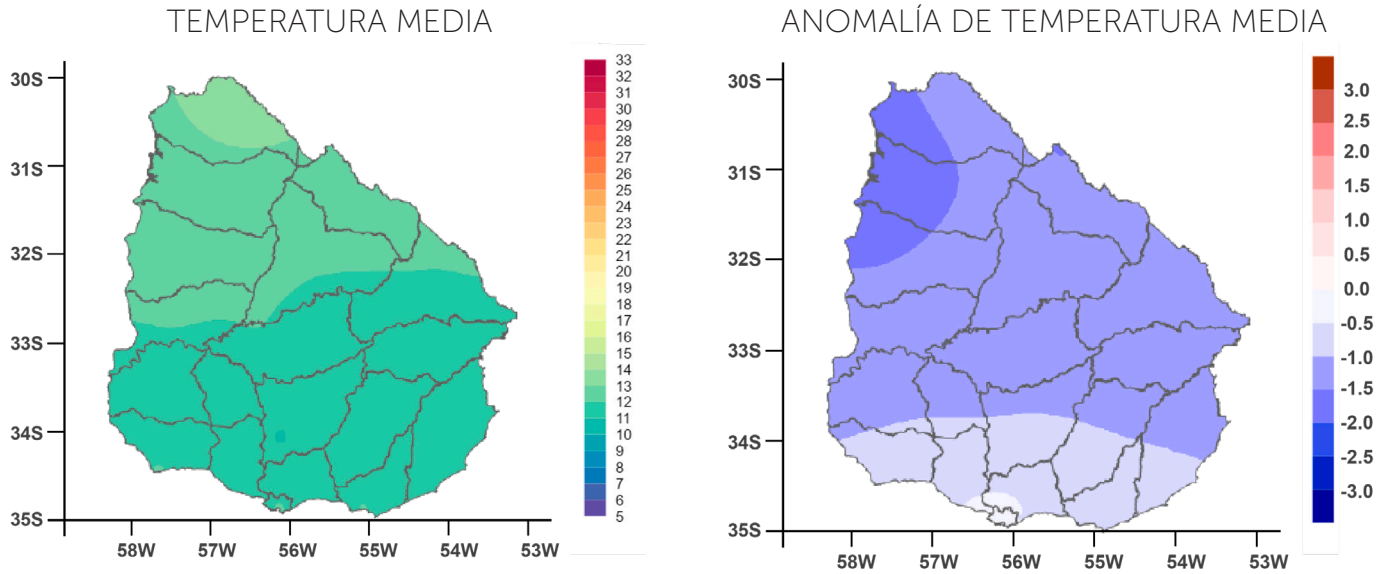 TEMPERATURA MEDIA
30S
31S
32S
33S
34S
35S
58W 57W 56W 55W 54W 53W
33
32
31
30
29
28
27
26
25
24
23
22
21
20
19
18
17
16
15
14
13
12
11
10
9
8
7
6
5
ANOMALÍA DE TEMPERATURA MEDIA
30S
31S
32S
33S
34S
35S
58W 57W 56W 55W 54W 53W
3.0
2.5
2.0
1.5
1.0
0.5
0.0
-0.5
-1.0
-1.5
-2.0
-2.5
-3.0